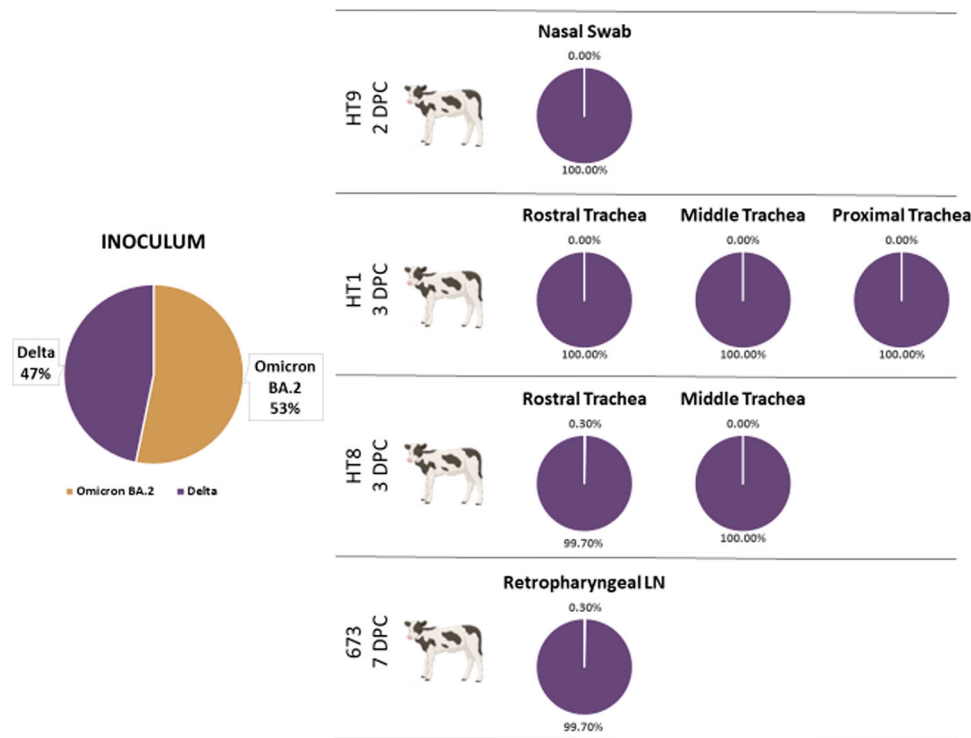 INOCULUM
Delta
47%
Omicron
BA.2
53%
Omicron BA.2
Delta
HT9
2 DPC
Nasal Swab
0.00%
100.00%
HT1
3 DPC
Rostral Trachea
0.00%
100.00%
Middle Trachea
0.00%
100.00%
Proximal Trachea
0.00%
100.00%
HT8
3 DPC
Rostral Trachea
0.30%
99.70%
Middle Trachea
0.00%
100.00%
673
7 DPC
Retropharyngeal LN
0.30%
99.70%